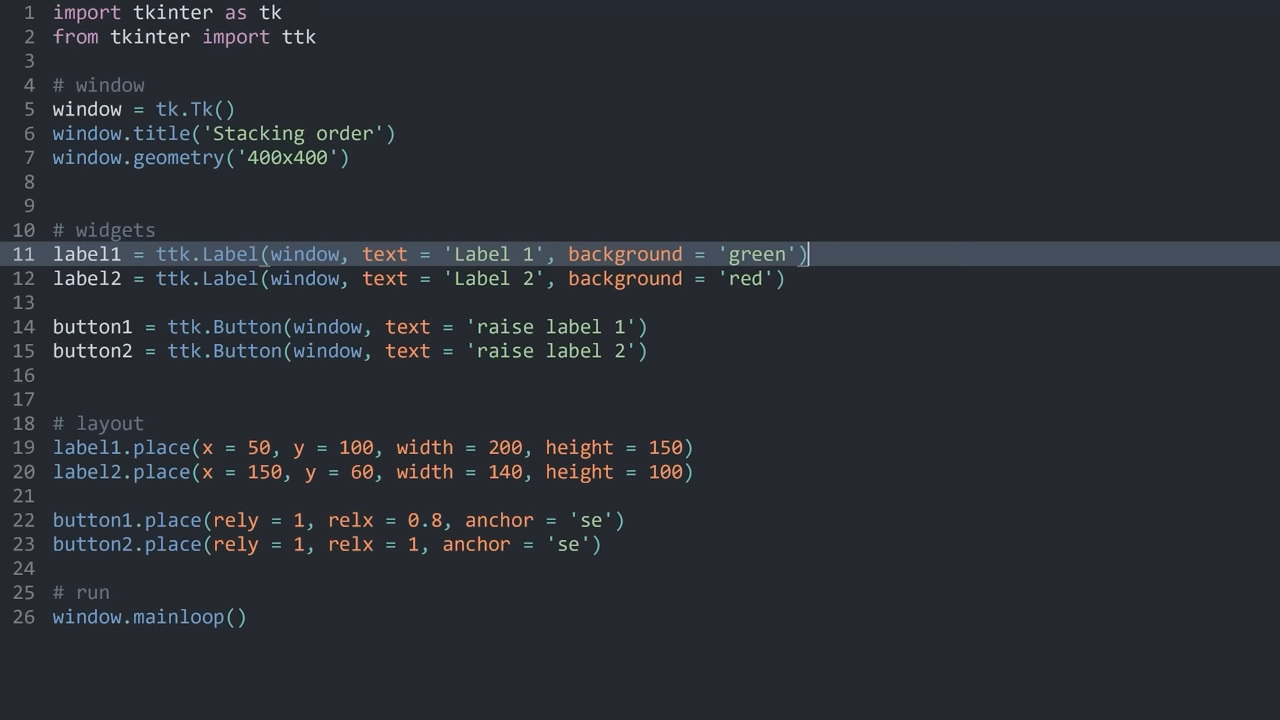 1 import tkinter as tk
2 from tkinter import ttk
3
4 # window
5 window = tk.Tk()
6 window.title('Stacking order')
7 window.geometry('400x400')
8
9
10 # widgets
11 label1 = ttk.Label(window, text = 'Label 1', background = 'green')
12 label2 = ttk.Label(window, text = 'Label 2', background = 'red')
13
14 button1 = ttk.Button(window, text = 'raise label 1')
15 button2 = ttk.Button(window, text = 'raise label 2')
16
17
18 # layout
19 label1.place(x = 50, y = 100, width = 200, height = 150)
20 label2.place(x = 150, y = 60, width = 140, height = 100)
21
22 button1.place(rely = 1, relx = 0.8, anchor = 'se')
23 button2.place(rely = 1, relx = 1, anchor = 'se')
24
25 # run
26 window.mainloop()